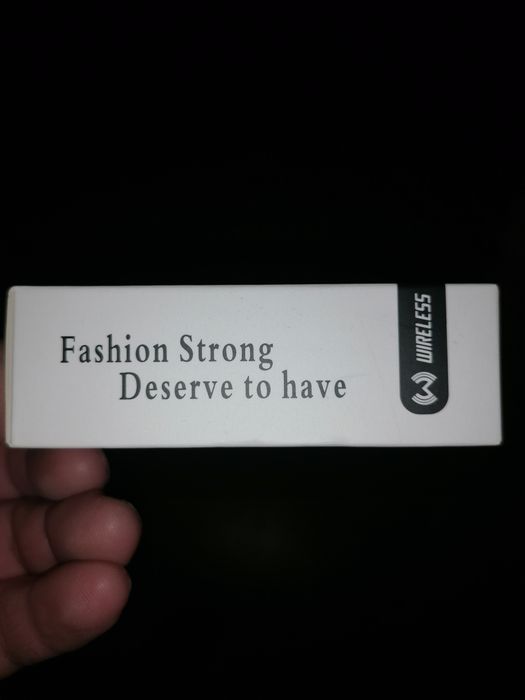 Fashion Strong
Deserve to have
WIRELESS